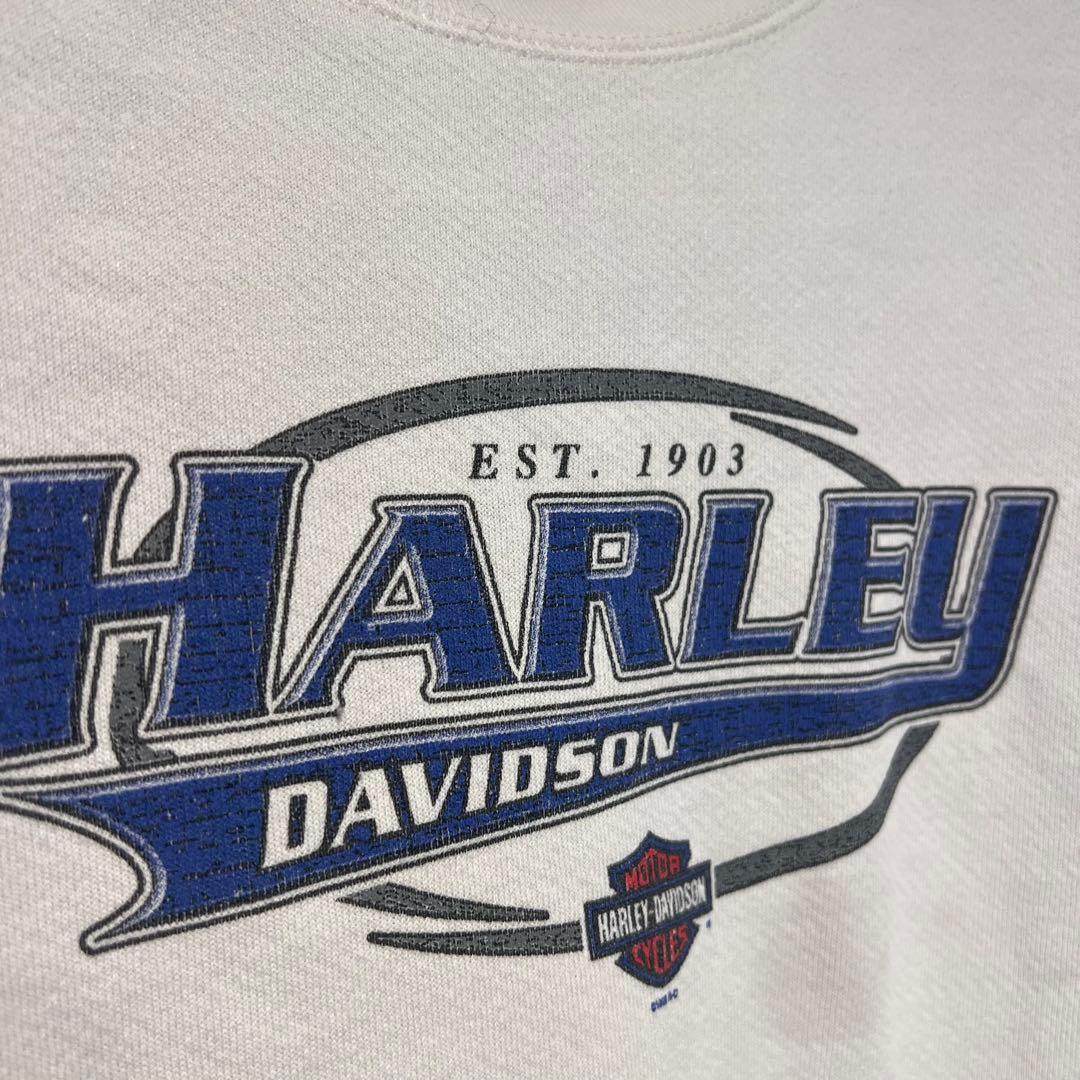 EST. 1903
HARLEY
DAVIDSON
MOTOR
HARLEY-DAVIDSON
CYCLES